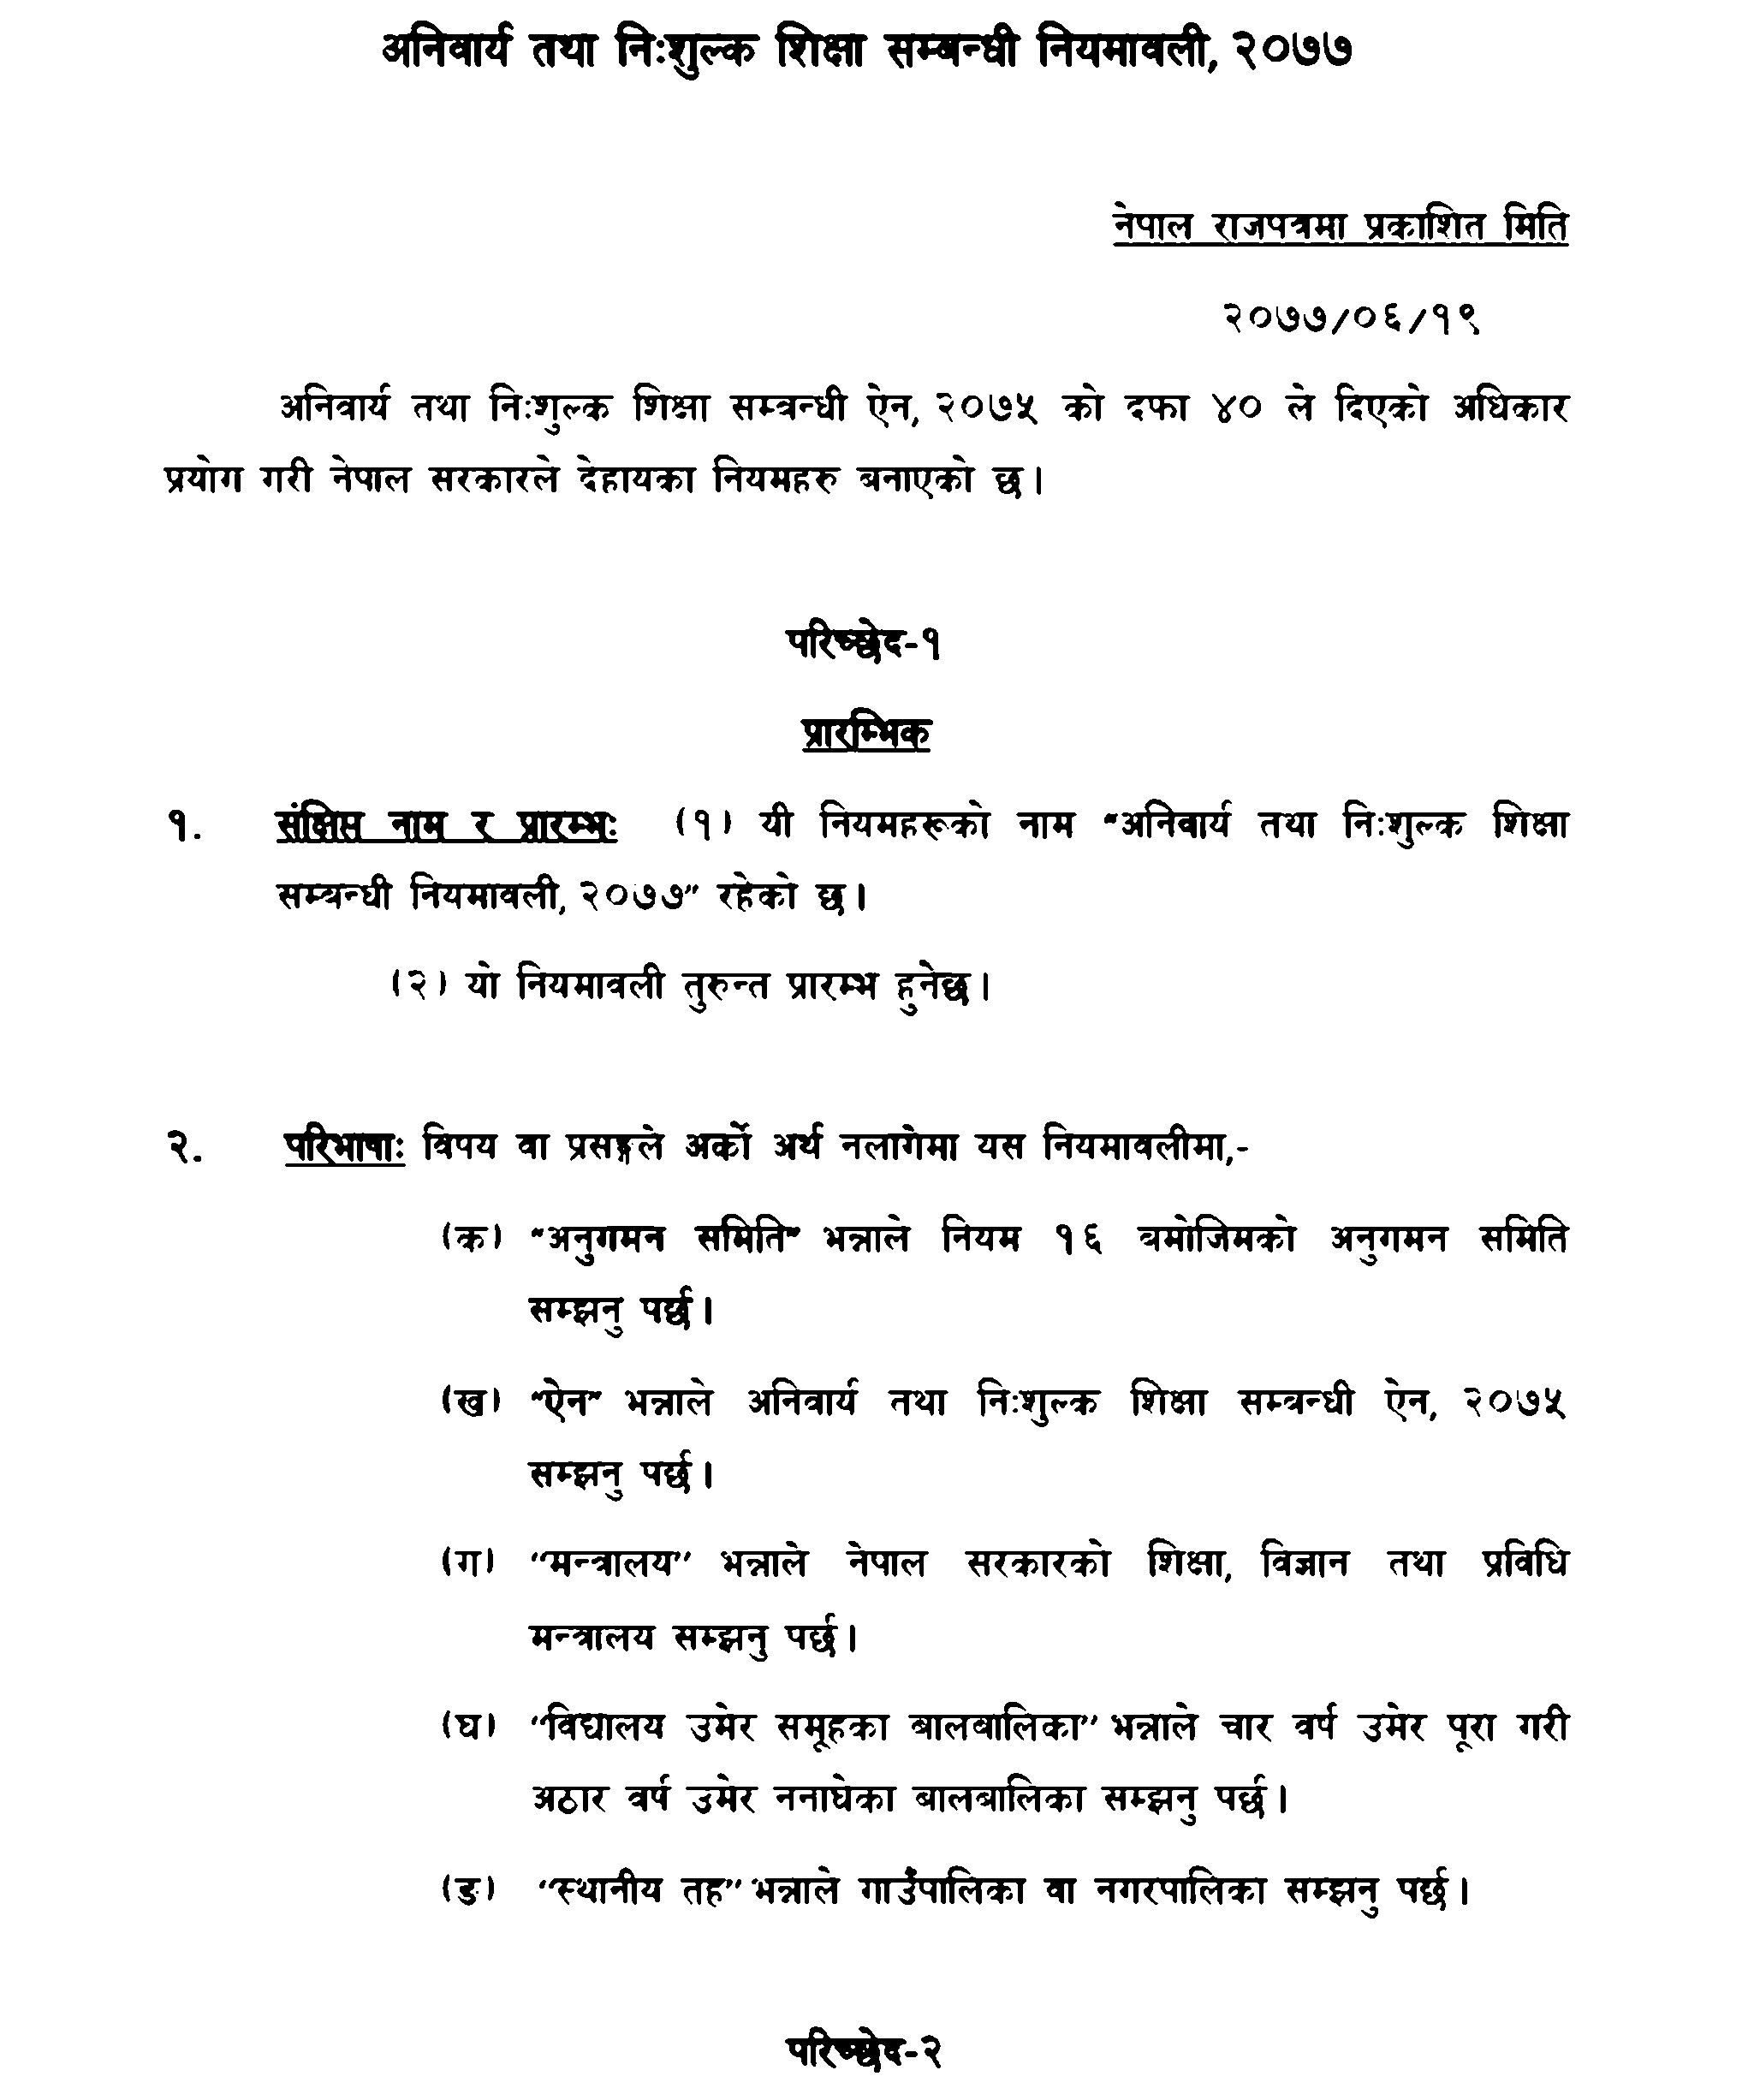 अनिवार्य तथा निःशुल्क शिक्षा सम्बन्धी नियमावली, २०७७
नेपाल राजपत्रमा प्रकाशित मिति
२०७७/०६/१९
अनिवार्य तथा निःशुल्क शिक्षा सम्बन्धी ऐन, २०७५ को दफा ४० ले दिएको अधिकार
प्रयोग गरी नेपाल सरकारले देहायका नियमहरु बनाएको छ।
परिच्छेद-१
प्रारम्भिक
१. संक्षिप्त नाम र प्रारम्भः (१) यी नियमहरूको नाम "अनिवार्य तथा निःशुल्क शिक्षा
सम्बन्धी नियमावली, २०७७" रहेको छ।
(२) यो नियमावली तुरुन्त प्रारम्भ हुनेछ।
२. परिभाषाः विषय वा प्रसङ्गले अर्को अर्थ नलागेमा यस नियमावलीमा,-
(क) "अनुगमन समिति" भन्नाले नियम १६ बमोजिमको अनुगमन समिति
सम्झनु पर्छ।
(ख) "ऐन" भन्नाले अनिवार्य तथा निःशुल्क शिक्षा सम्बन्धी ऐन, २०७५
सम्झनु पर्छ।
(ग) "मन्त्रालय" भन्नाले नेपाल सरकारको शिक्षा, विज्ञान तथा प्रविधि
मन्त्रालय सम्झनु पर्छ।
(घ) "विद्यालय उमेर समूहका बालबालिका" भन्नाले चार वर्ष उमेर पूरा गरी
अठार वर्ष उमेर ननाघेका बालबालिका सम्झनु पर्छ।
(ङ) "स्थानीय तह" भन्नाले गाउँपालिका वा नगरपालिका सम्झनु पर्छ।
परिच्छेद-२